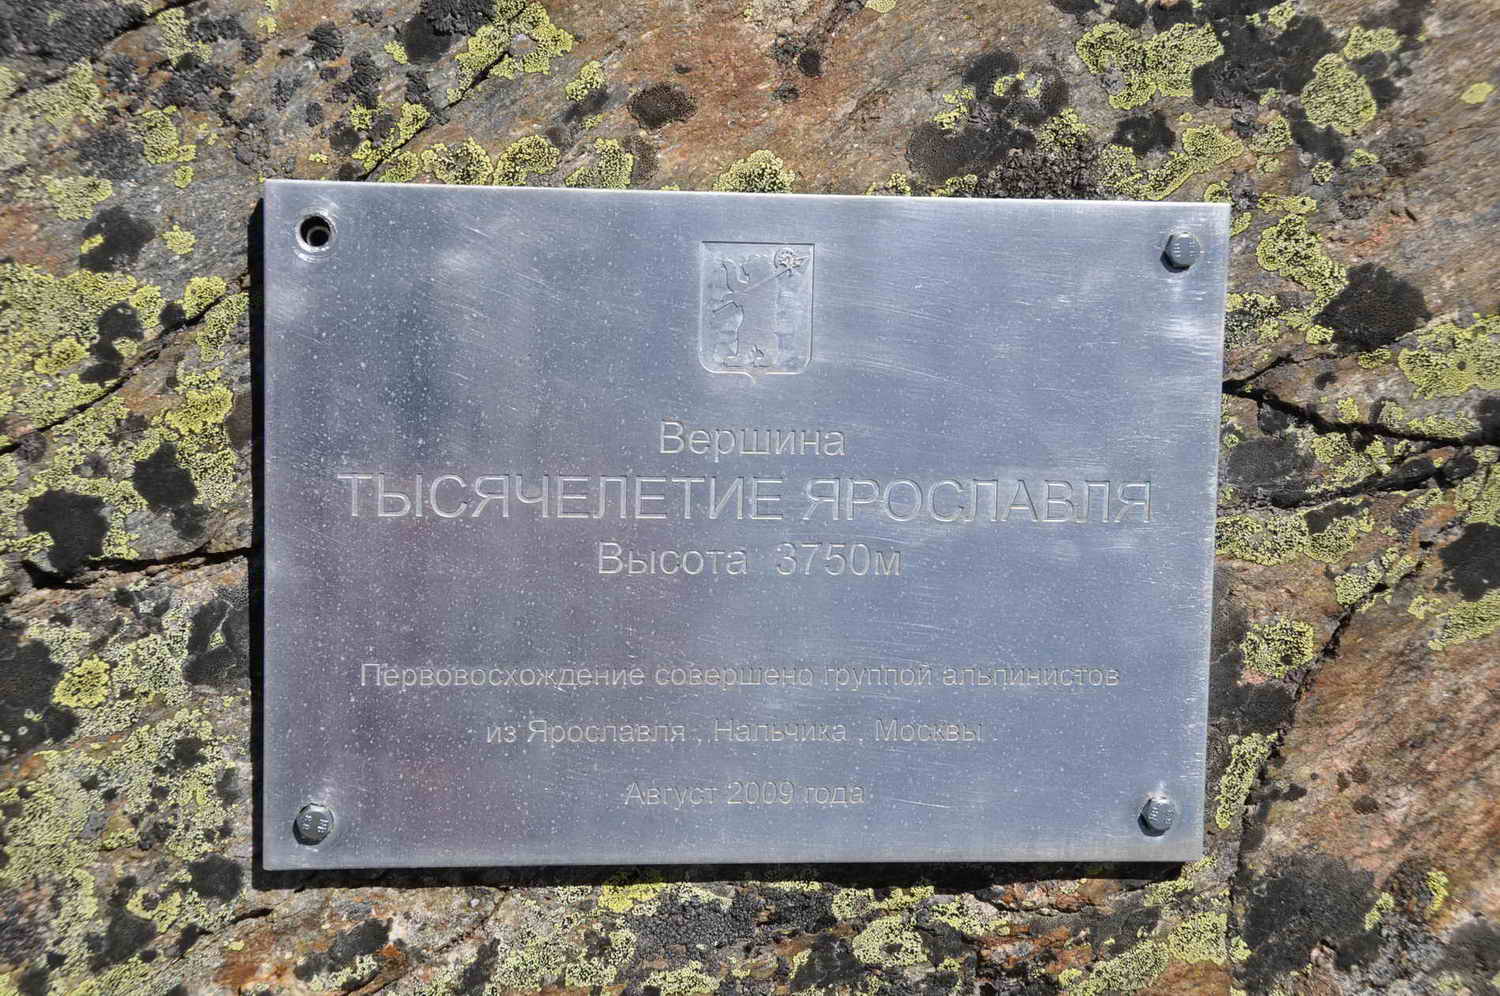 Вершина
ТЫСЯЧЕЛЕТИЕ ЯРОСЛАВЛЯ
Высота 3750м
Первовосхождение совершено группой альпинистов
из Ярославля , Нальчика , Москвы .
Август 2009 года